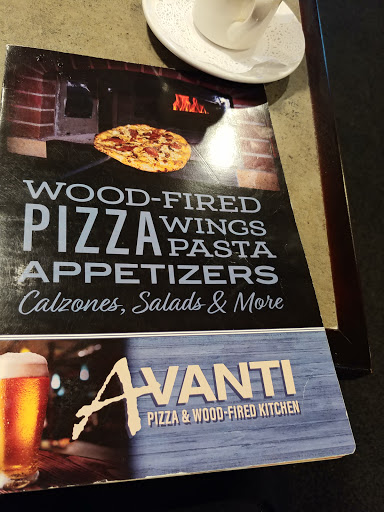 WOOD-FIRED
PIZZA WINGS
PASTA
APPETIZERS
Calzones, Salads & More
AVANTI
PIZZA & WOOD-FIRED KITCHEN